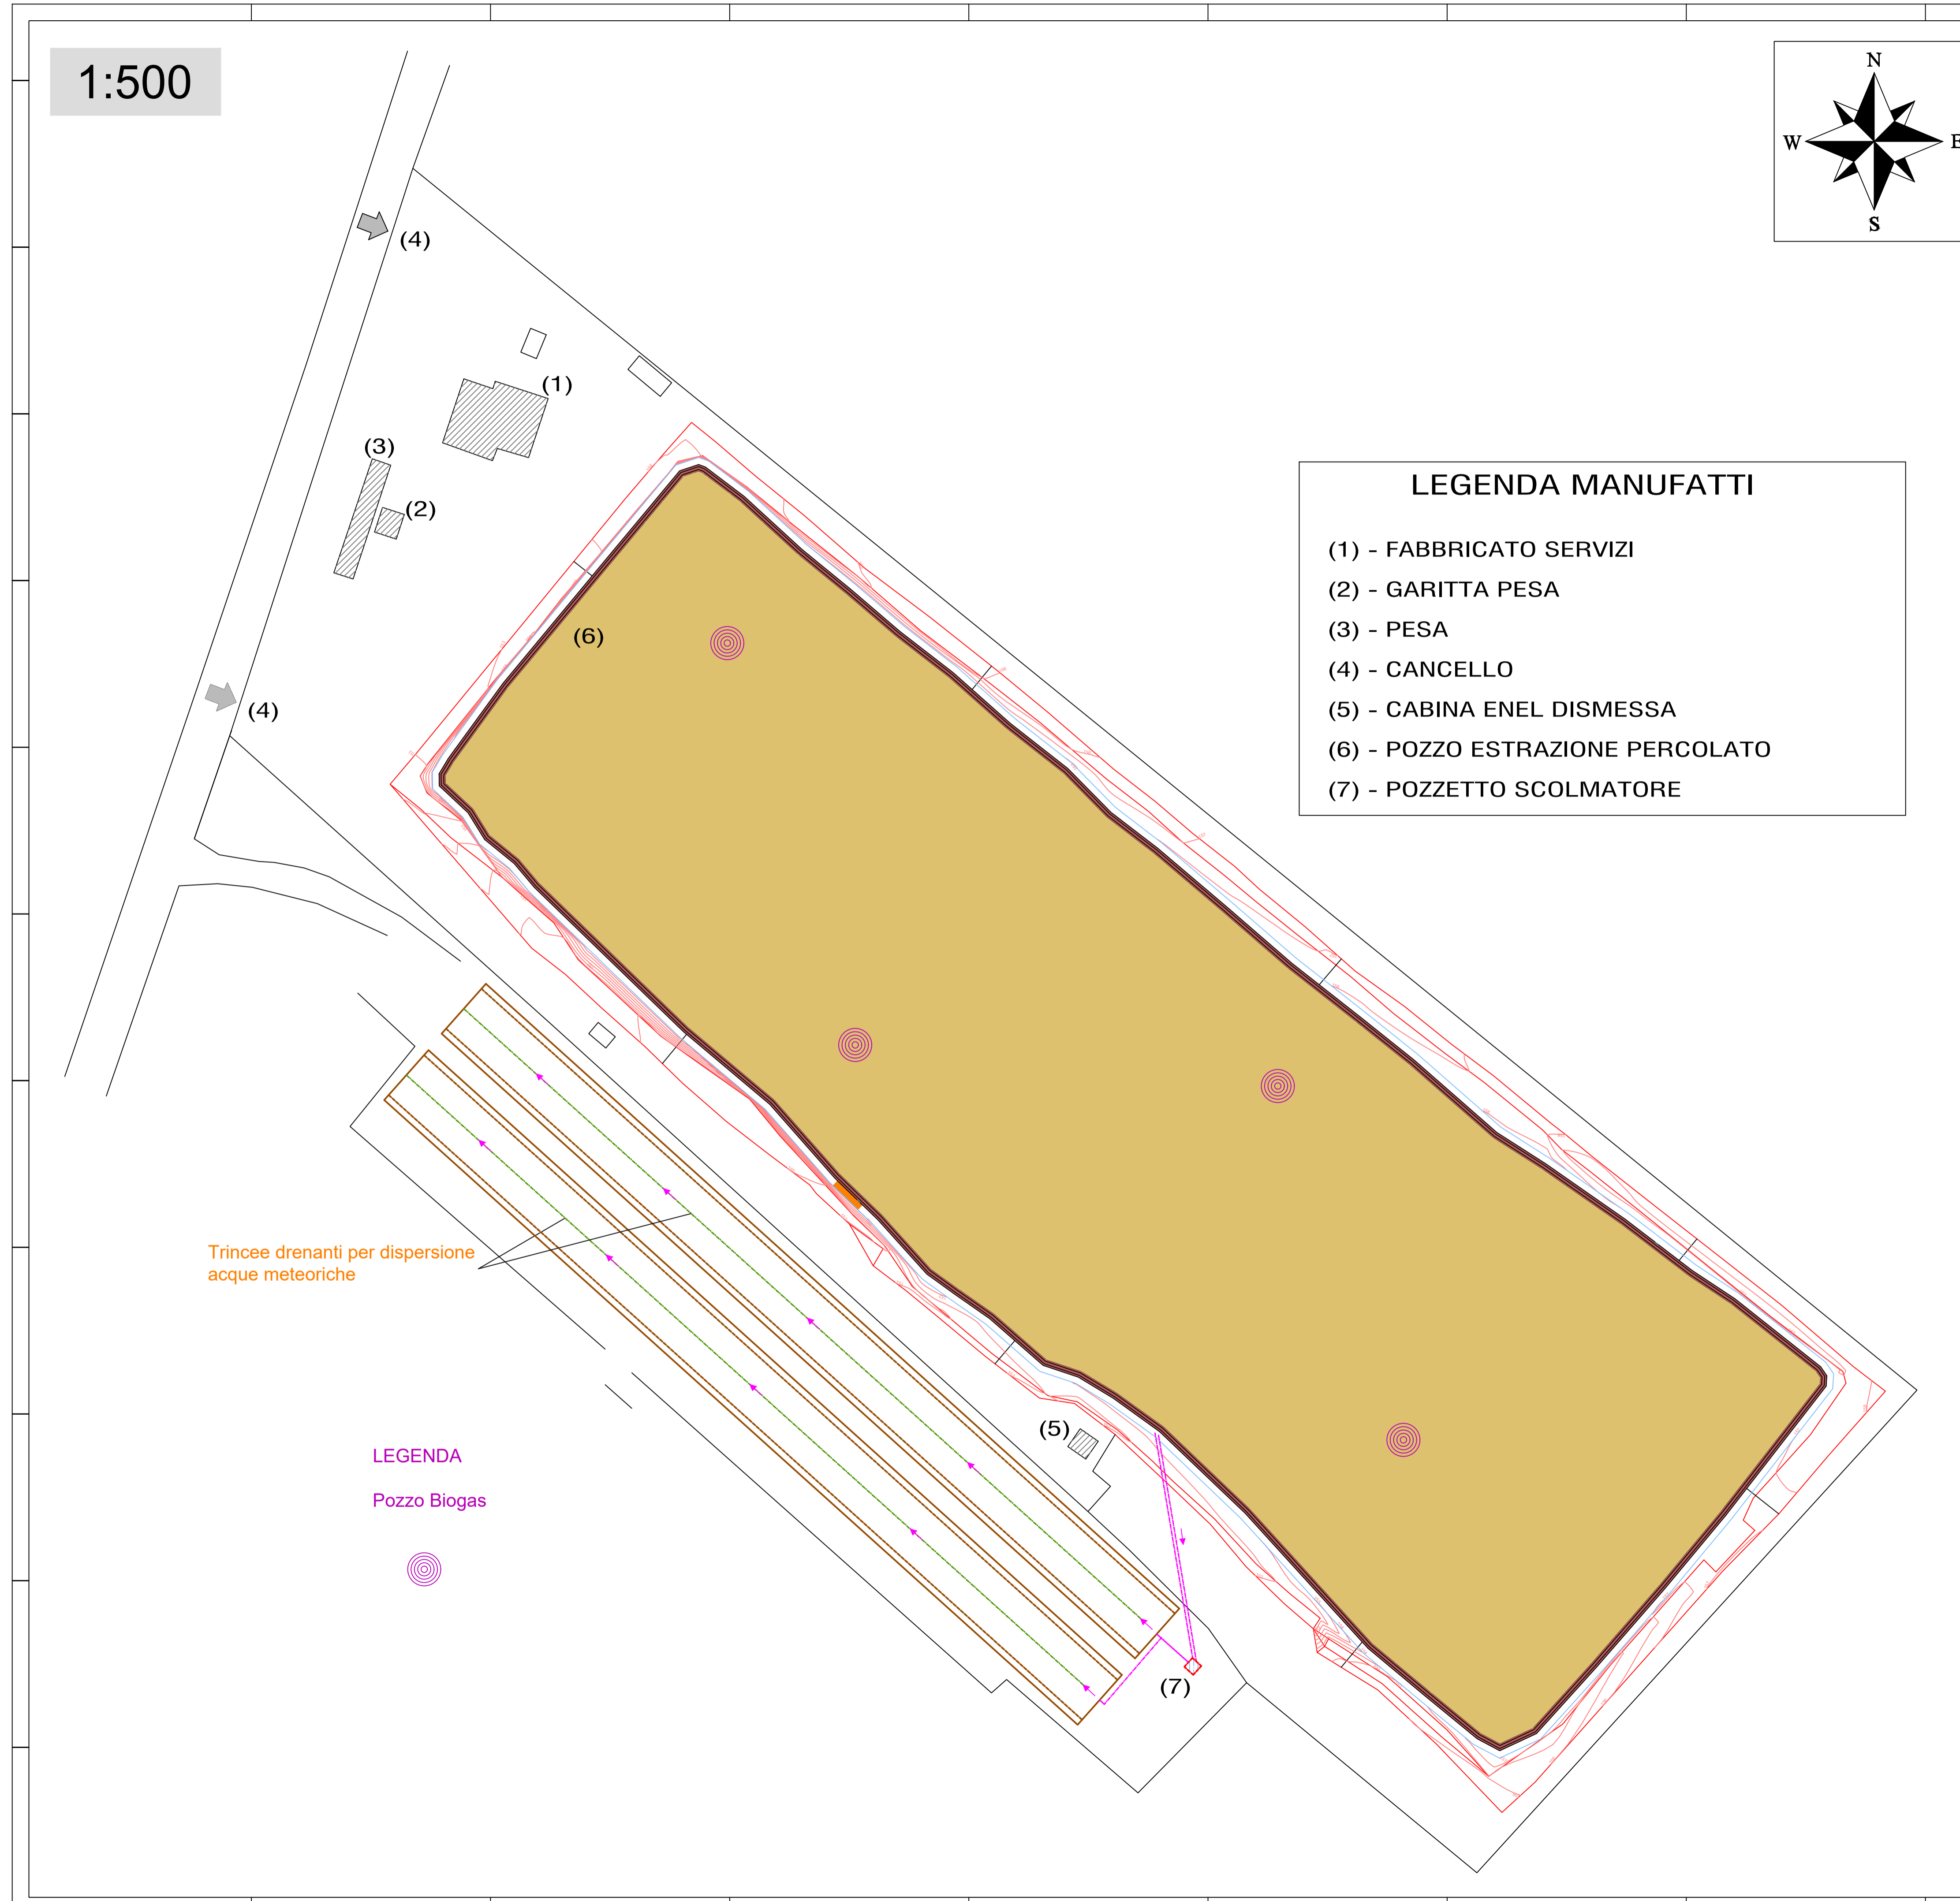 1:500
N
W
E
S
(4)
(1)
(3)
(2)
(6)
(4)
LEGENDA MANUFATTI
(1) - FABBRICATO SERVIZI
(2) - GARITTA PESA
(3) - PESA
(4) - CANCELLO
(5) - CABINA ENEL DISMESSA
(6) - POZZO ESTRAZIONE PERCOLATO
(7) - POZZETTO SCOLMATORE
Trincee drenanti per dispersione
acque meteoriche
(5)
LEGENDA
Pozzo Biogas
(7)